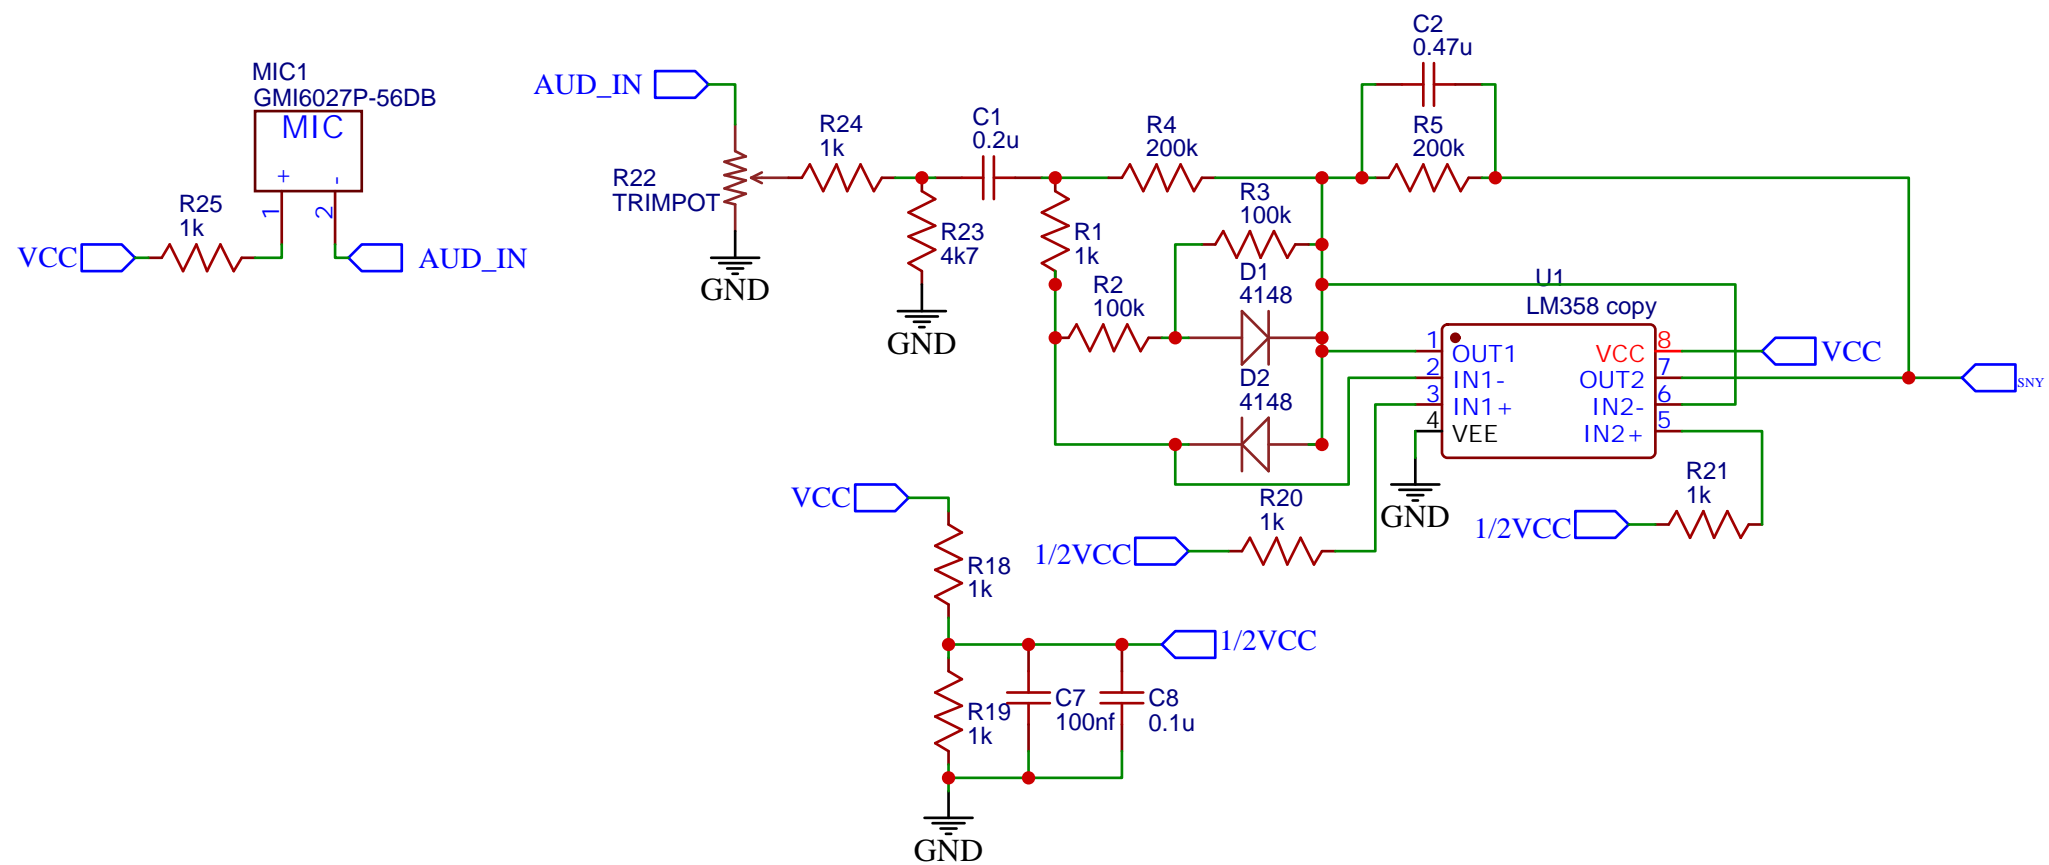 MIC1
GMI6027P-56DB
MIC
+
-
1
2
R25
1k
VCC
AUD_IN
AUD_IN
R22
TRIMPOT
GND
R24
1k
R23
4k7
GND
C1
0.2u
R1
1k
R4
200k
R2
100k
R3
100k
D1
4148
D2
4148
C2
0.47u
R5
200k
U1
LM358 copy
1
OUT1
2
IN1-
3
IN1+
4
VEE
8
VCC
7
OUT2
6
IN2-
5
IN2+
VCC
SNY
GND
R20
1k
1/2VCC
R21
1k
1/2VCC
VCC
R18
1k
1/2VCC
R19
1k
C7
100nf
C8
0.1u
GND